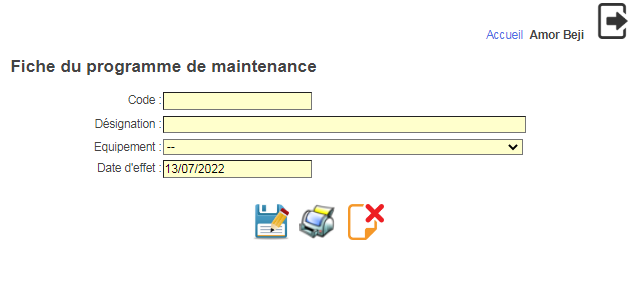 Accueil Amor Beji
Fiche du programme de maintenance
Code :
Désignation :
Equipement : --
Date d'effet : 13/07/2022